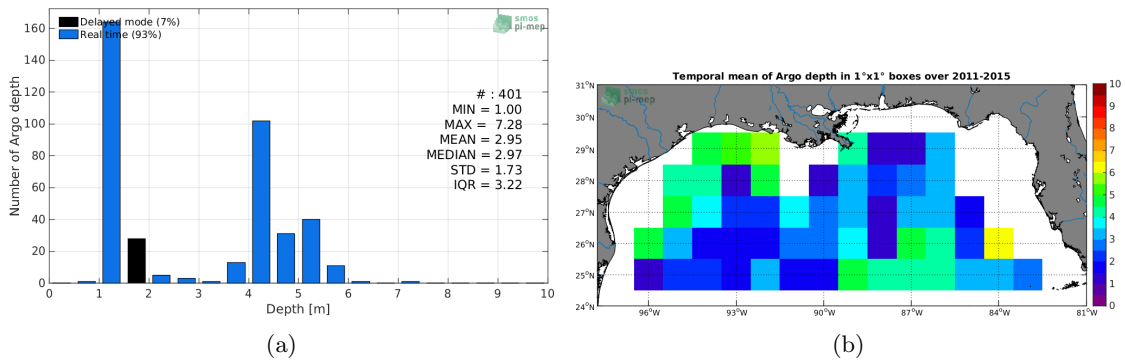 Delayed mode (7%)
Real time (93%)
smos
pi-mep
# : 401
MIN = 1.00
MAX = 7.28
MEAN = 2.95
MEDIAN = 2.97
STD = 1.73
IQR = 3.22
Number of Argo depth
160
140
120
100
80
60
40
20
0
0 1 2 3 4 5 6 7 8 9 10
Depth [m]
(a)
Temporal mean of Argo depth in 1°x1° boxes over 2011-2015
smos
pi-mep
31°N
30°N
29°N
28°N
27°N
26°N
25°N
24°N
96°W 93°W 90°W 87°W 84°W 81°W
10
9
8
7
6
5
4
3
2
1
0
(b)